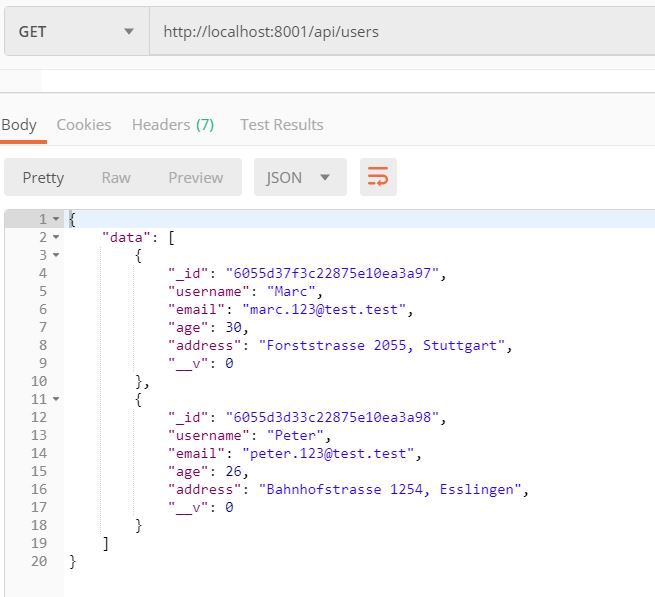 GET http://localhost:8001/api/users
Body Cookies Headers (7) Test Results
Pretty Raw Preview JSON
1 {
2 "data": [
3 {
4 "_id": "6055d37f3c22875e10ea3a97",
5 "username": "Marc",
6 "email": "marc.123@test.test",
7 "age": 30,
8 "address": "Forststrasse 2055, Stuttgart",
9 "__v": 0
10 },
11 {
12 "_id": "6055d3d33c22875e10ea3a98",
13 "username": "Peter",
14 "email": "peter.123@test.test",
15 "age": 26,
16 "address": "Bahnhofstrasse 1254, Esslingen",
17 "__v": 0
18 }
19 ]
20 }